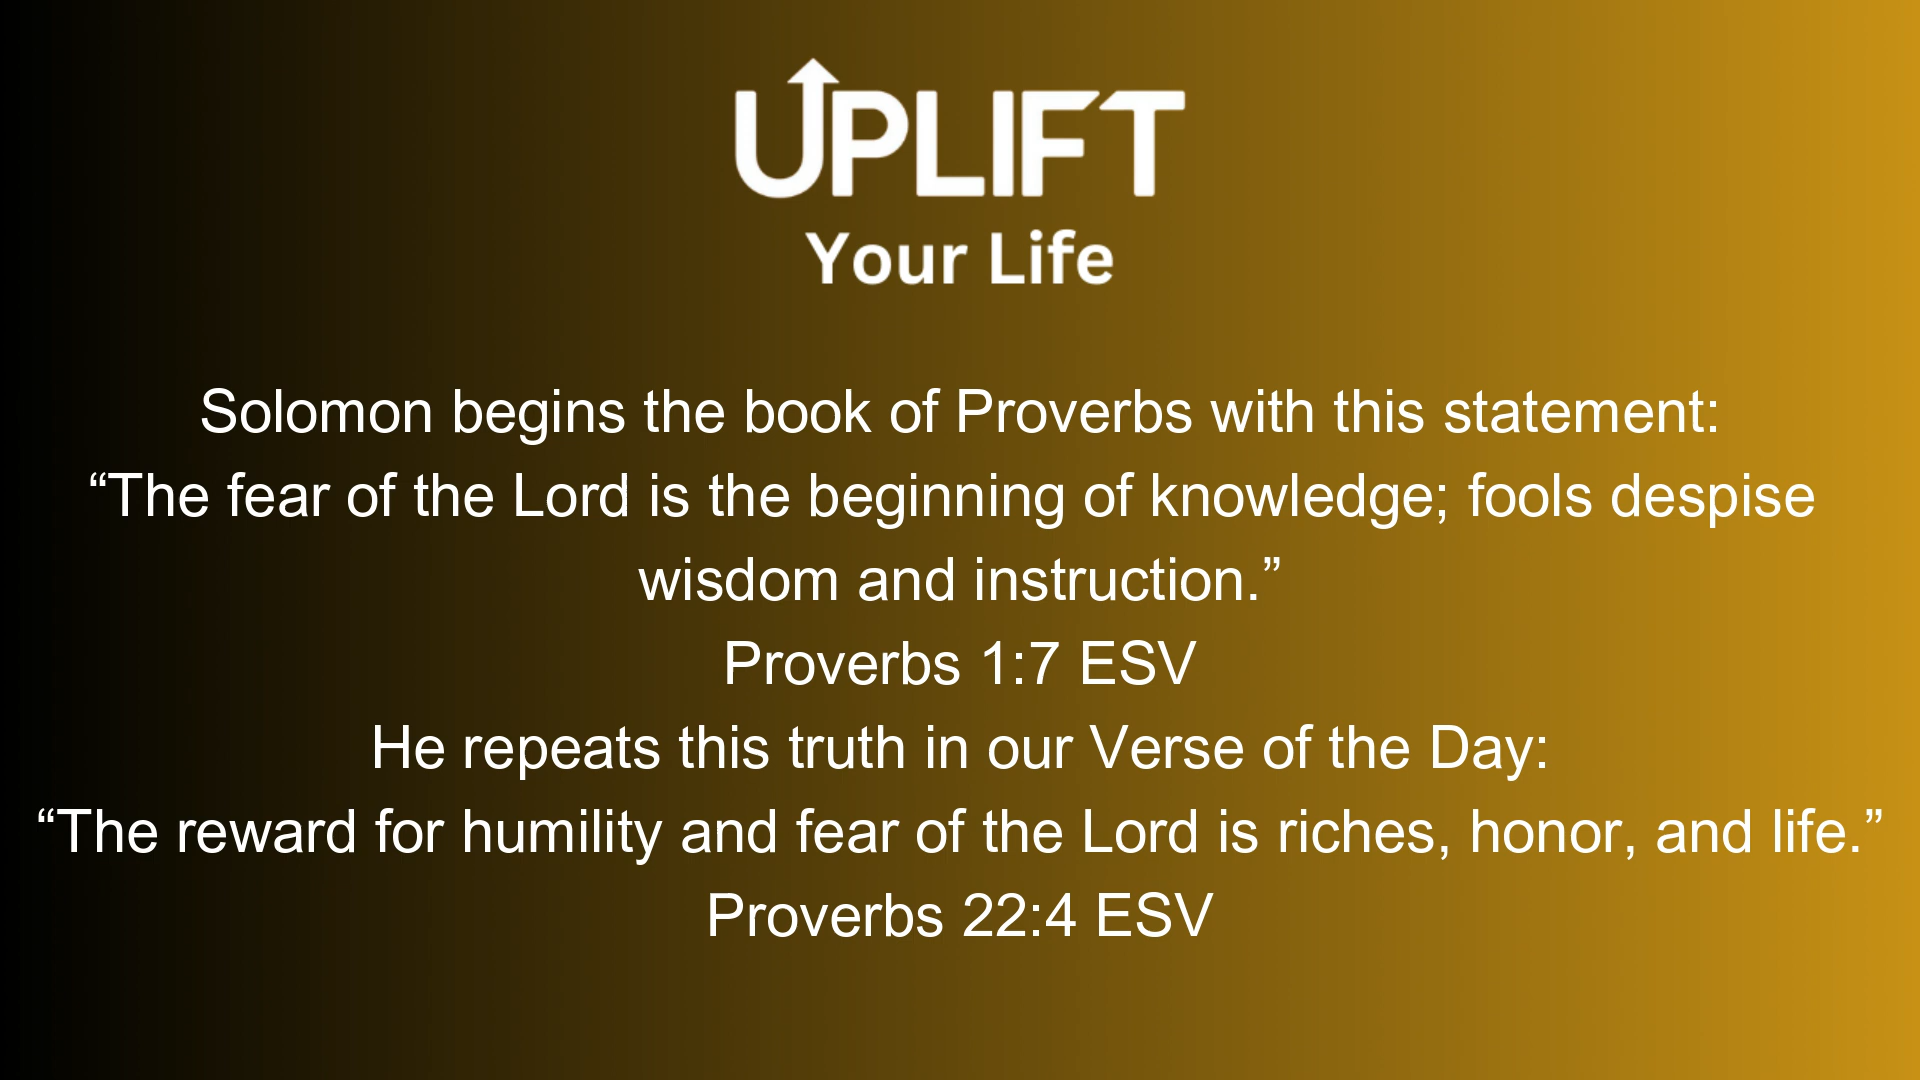 UPLIFT
Your Life
Solomon begins the book of Proverbs with this statement:
“The fear of the Lord is the beginning of knowledge; fools despise
wisdom and instruction.”
Proverbs 1:7 ESV
He repeats this truth in our Verse of the Day:
“The reward for humility and fear of the Lord is riches, honor, and life.”
Proverbs 22:4 ESV